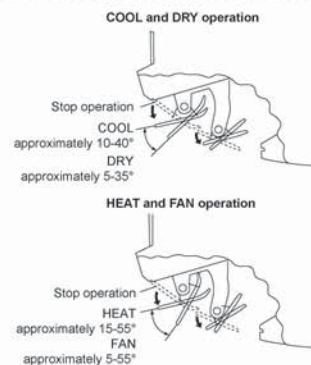 COOL and DRY operation
Stop operation
COOL
approximately 10-40°
DRY
approximately 5-35°
HEAT and FAN operation
Stop operation
HEAT
approximately 15-55°
FAN
approximately 5-55°